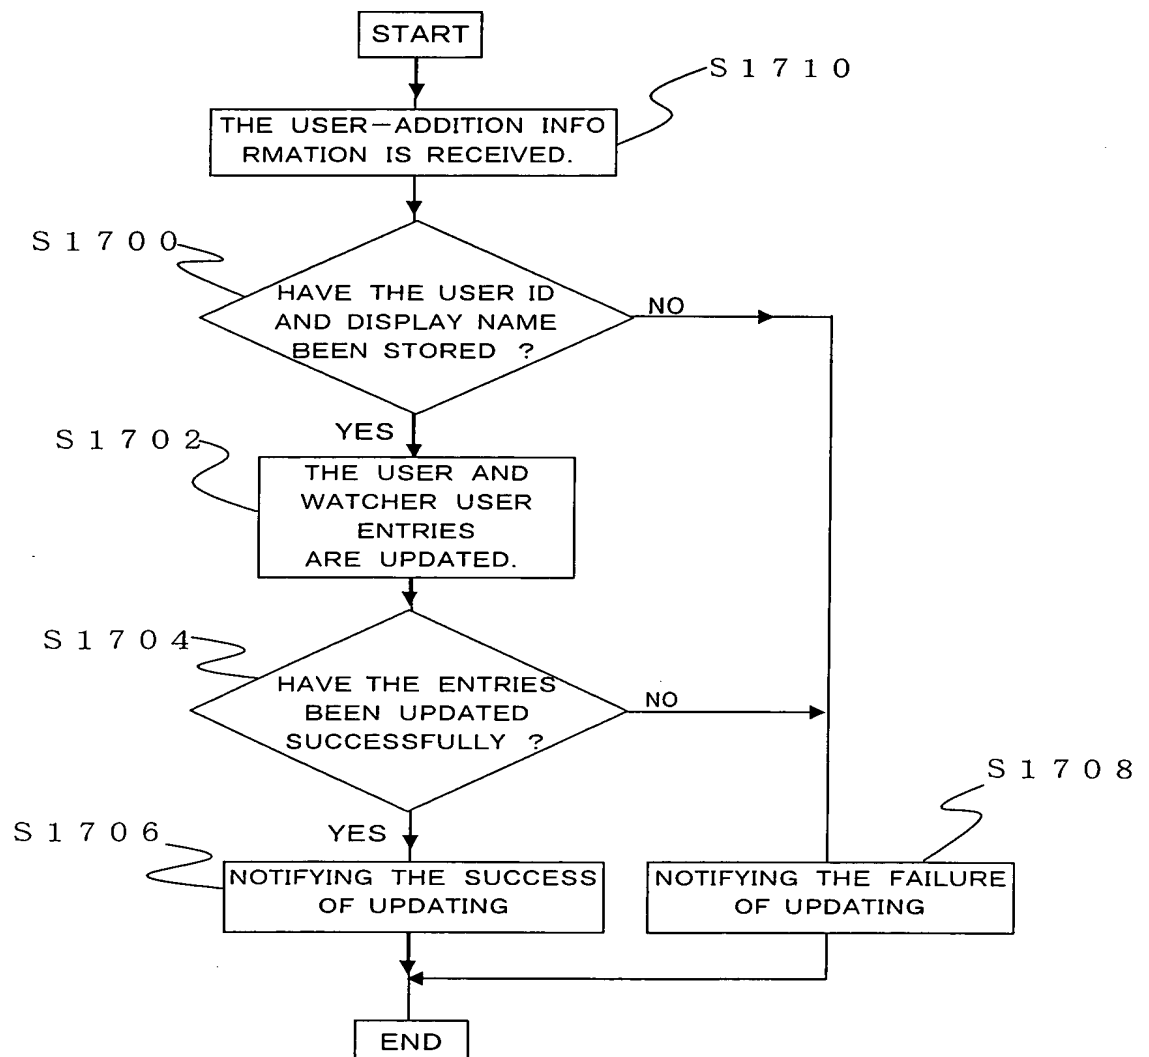 START
S1710
THE USER-ADDITION INFO
RMATION IS RECEIVED.
S1700
HAVE THE USER ID
AND DISPLAY NAME
BEEN STORED ?
NO
YES
S1702
THE USER AND
WATCHER USER
ENTRIES
ARE UPDATED.
S1704
HAVE THE ENTRIES
BEEN UPDATED
SUCCESSFULLY ?
NO
YES
S1708
S1706
NOTIFYING THE SUCCESS
OF UPDATING
NOTIFYING THE FAILURE
OF UPDATING
END